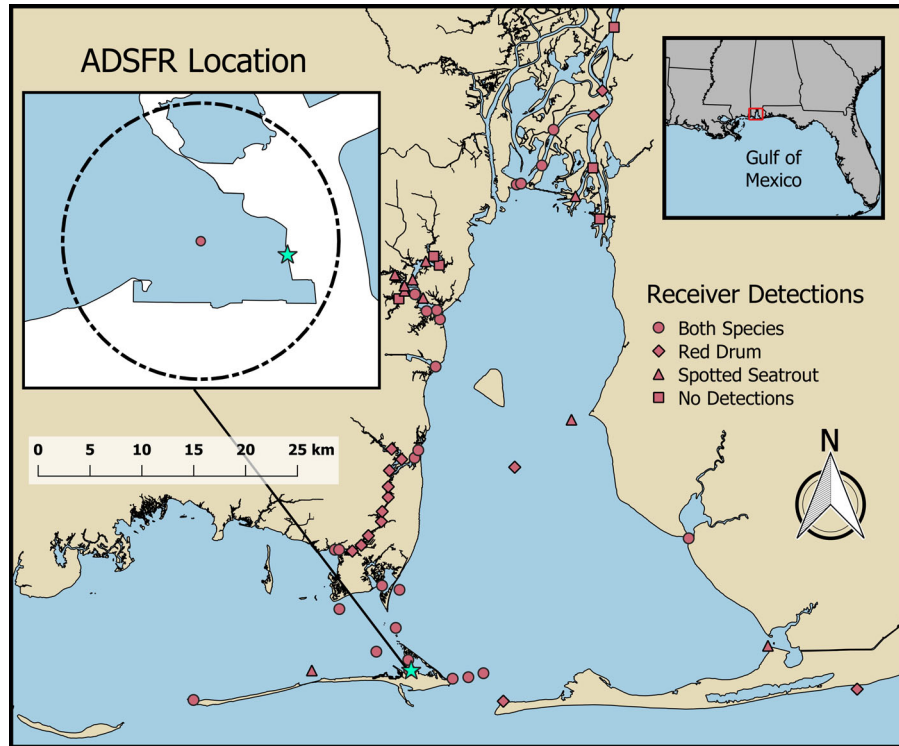 ADSFR Location
Gulf of
Mexico
Receiver Detections
Both Species
Red Drum
Spotted Seatrout
No Detections
0 5 10 15 20 25 km
N